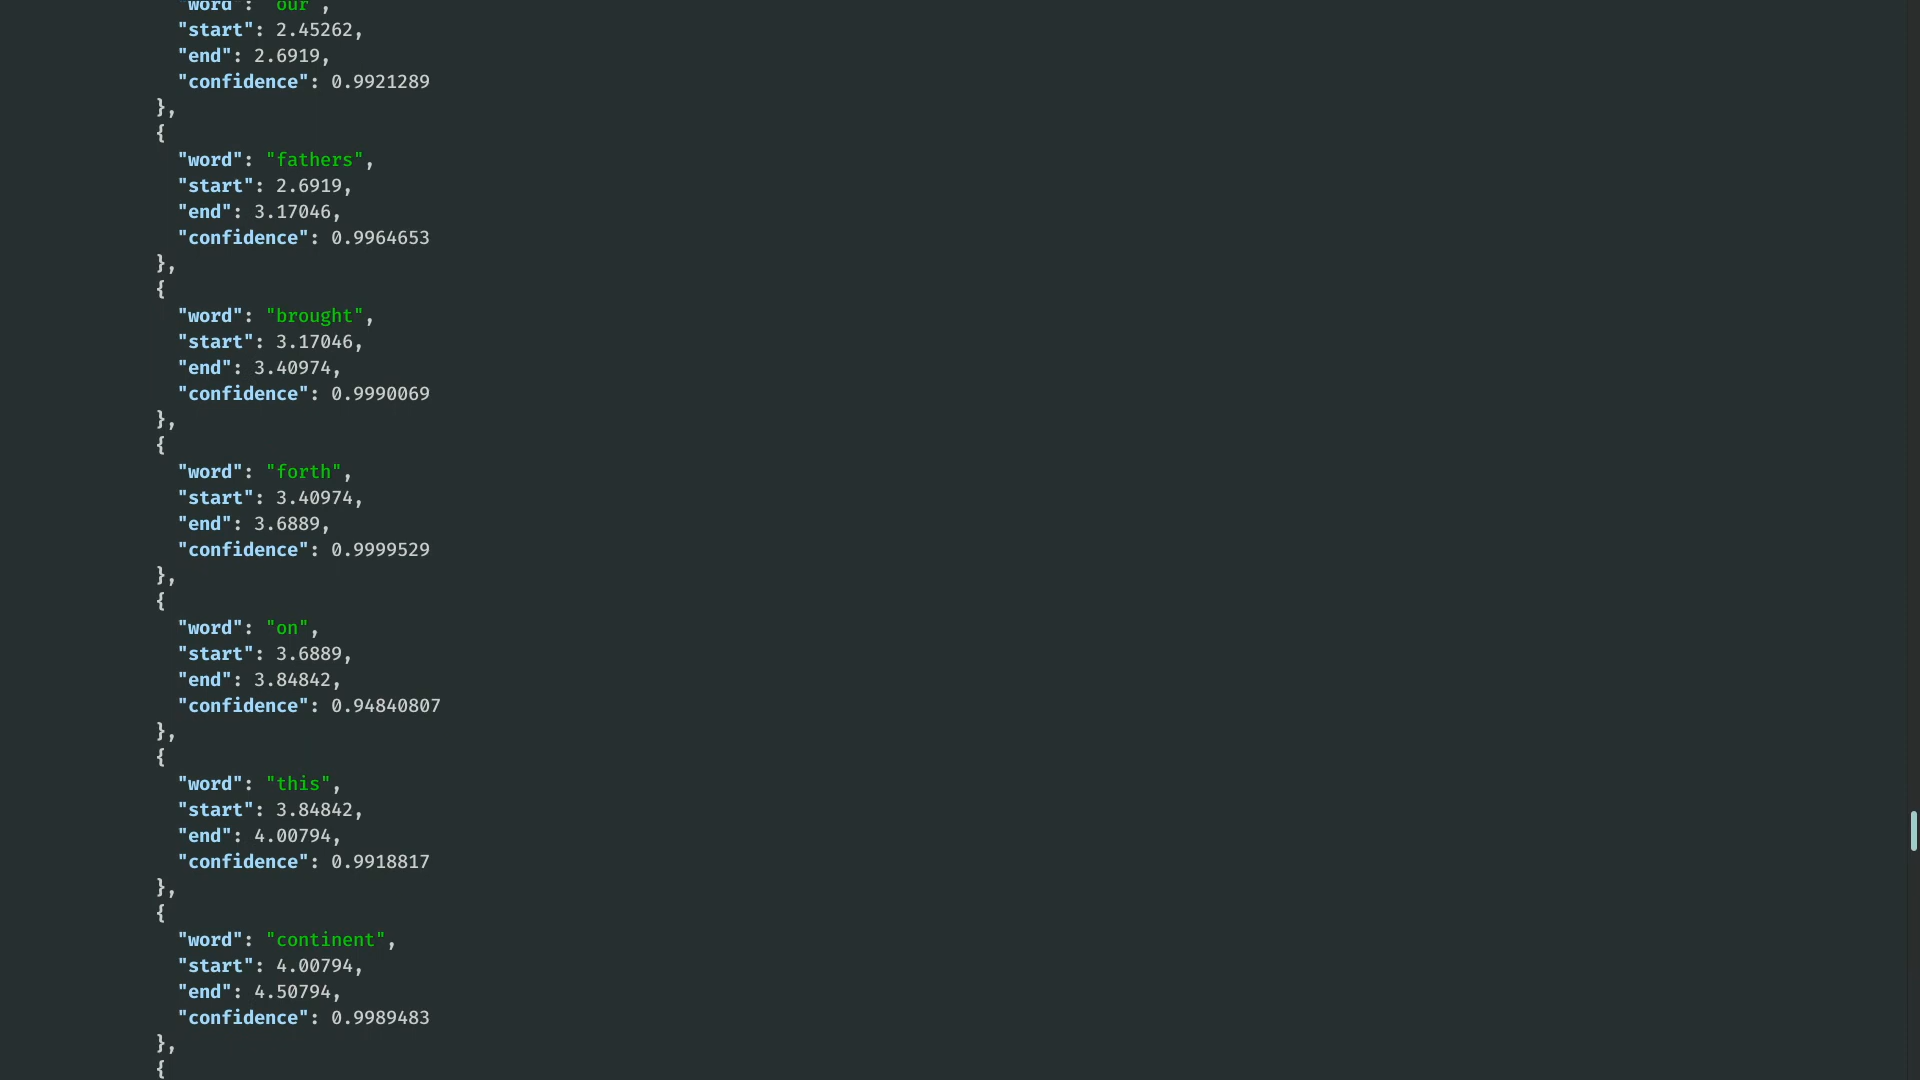 "word": "our",
"start": 2.45262,
"end": 2.6919,
"confidence": 0.9921289
},
{
"word": "fathers",
"start": 2.6919,
"end": 3.17046,
"confidence": 0.9964653
},
{
"word": "brought",
"start": 3.17046,
"end": 3.40974,
"confidence": 0.9990069
},
{
"word": "forth",
"start": 3.40974,
"end": 3.6889,
"confidence": 0.9999529
},
{
"word": "on",
"start": 3.6889,
"end": 3.84842,
"confidence": 0.94840807
},
{
"word": "this",
"start": 3.84842,
"end": 4.00794,
"confidence": 0.9918817
},
{
"word": "continent",
"start": 4.00794,
"end": 4.50794,
"confidence": 0.9989483
},
{